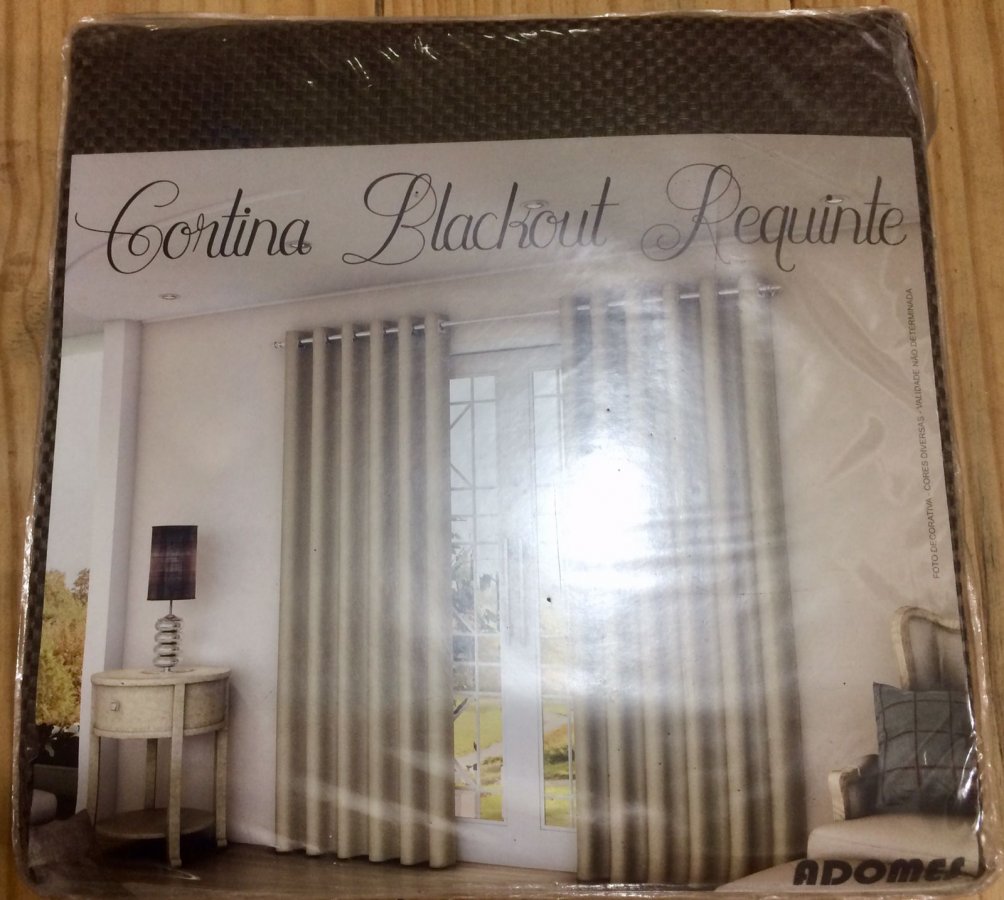 Cortina Blackout Requinte
FOTO DECORATIVA - CORES DIVERSAS - VALIDADE NÃO DETERMINADA
ADOMES